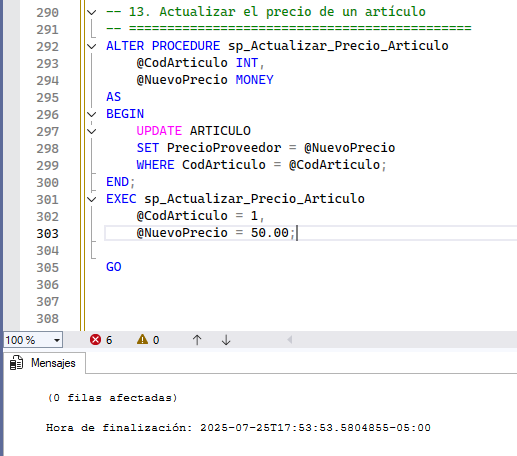 290 -- 13. Actualizar el precio de un artículo
291 -- ===========================================
292 ALTER PROCEDURE sp_Actualizar_Precio_Articulo
293 @CodArticulo INT,
294 @NuevoPrecio MONEY
295 AS
296 BEGIN
297 UPDATE ARTICULO
298 SET PrecioProveedor = @NuevoPrecio
299 WHERE CodArticulo = @CodArticulo;
300 END;
301 EXEC sp_Actualizar_Precio_Articulo
302 @CodArticulo = 1,
303 @NuevoPrecio = 50.00;
304
305 GO
306
307
308
100 % 6 0
Mensajes
(0 filas afectadas)
Hora de finalización: 2025-07-25T17:53:53.5804855-05:00